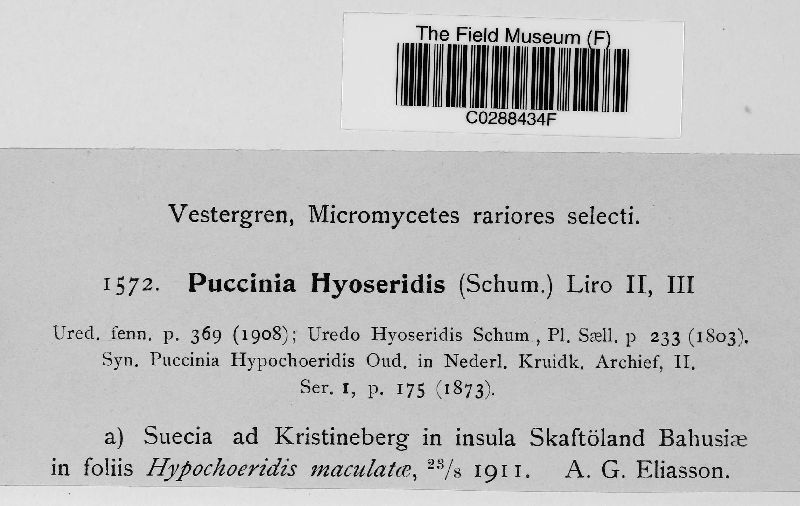 The Field Museum (F)
C0288434F
Vestergren, Micromycetes rariores selecti.
1572. Puccinia Hyoseridis (Schum.) Liro II, III
Ured. fenn. p. 369 (1908); Uredo Hyoseridis Schum , Pl. Sæll. p 233 (1803).
Syn. Puccinia Hypochoeridis Oud. in Nederl. Kruidk. Archief, II.
Ser. 1, p. 175 (1873).
a) Suecia ad Kristineberg in insula Skaftöland Bahusiæ
in foliis Hypochoeridis maculatæ, 23/8 1911. A. G. Eliasson.